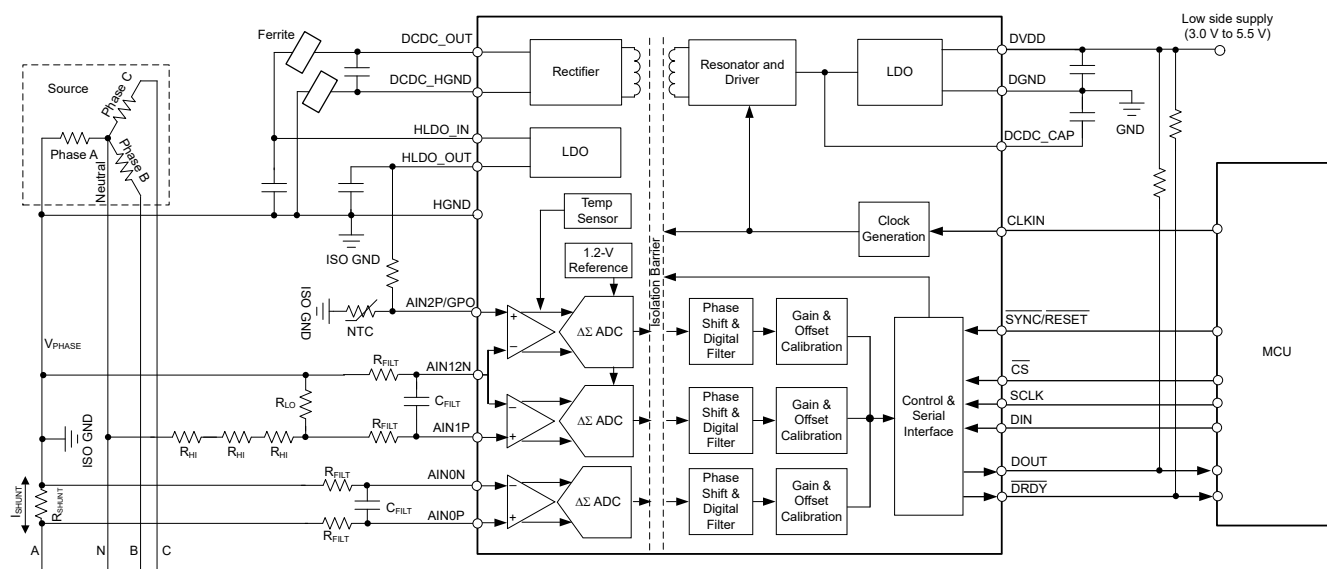 Source
Phase A
Phase C
Phase B
Neutral
Ferrite
DCDC_OUT
DCDC_HGND
HLDO_IN
HLDO_OUT
HGND
ISO GND
ISO GND
NTC
AIN2P/GPO
V_PHASE
R_FILT
AIN12N
R_LO
C_FILT
R_FILT
AIN1P
ISO GND
R_HI
R_HI
R_HI
R_FILT
AIN0N
I_SHUNT
R_SHUNT
C_FILT
R_FILT
AIN0P
A
N
B
C
Rectifier
LDO
Temp
Sensor
1.2-V
Reference
+
−
ΔΣ ADC
−
+
ΔΣ ADC
−
+
ΔΣ ADC
Isolation Barrier
Resonator and
Driver
LDO
Clock
Generation
Phase
Shift &
Digital
Filter
Gain &
Offset
Calibration
Phase
Shift &
Digital
Filter
Gain &
Offset
Calibration
Phase
Shift &
Digital
Filter
Gain &
Offset
Calibration
Control &
Serial
Interface
DVDD
DGND
DCDC_CAP
GND
Low side supply
(3.0 V to 5.5 V)
CLKIN
SYNC/RESET
CS
SCLK
DIN
DOUT
DRDY
MCU